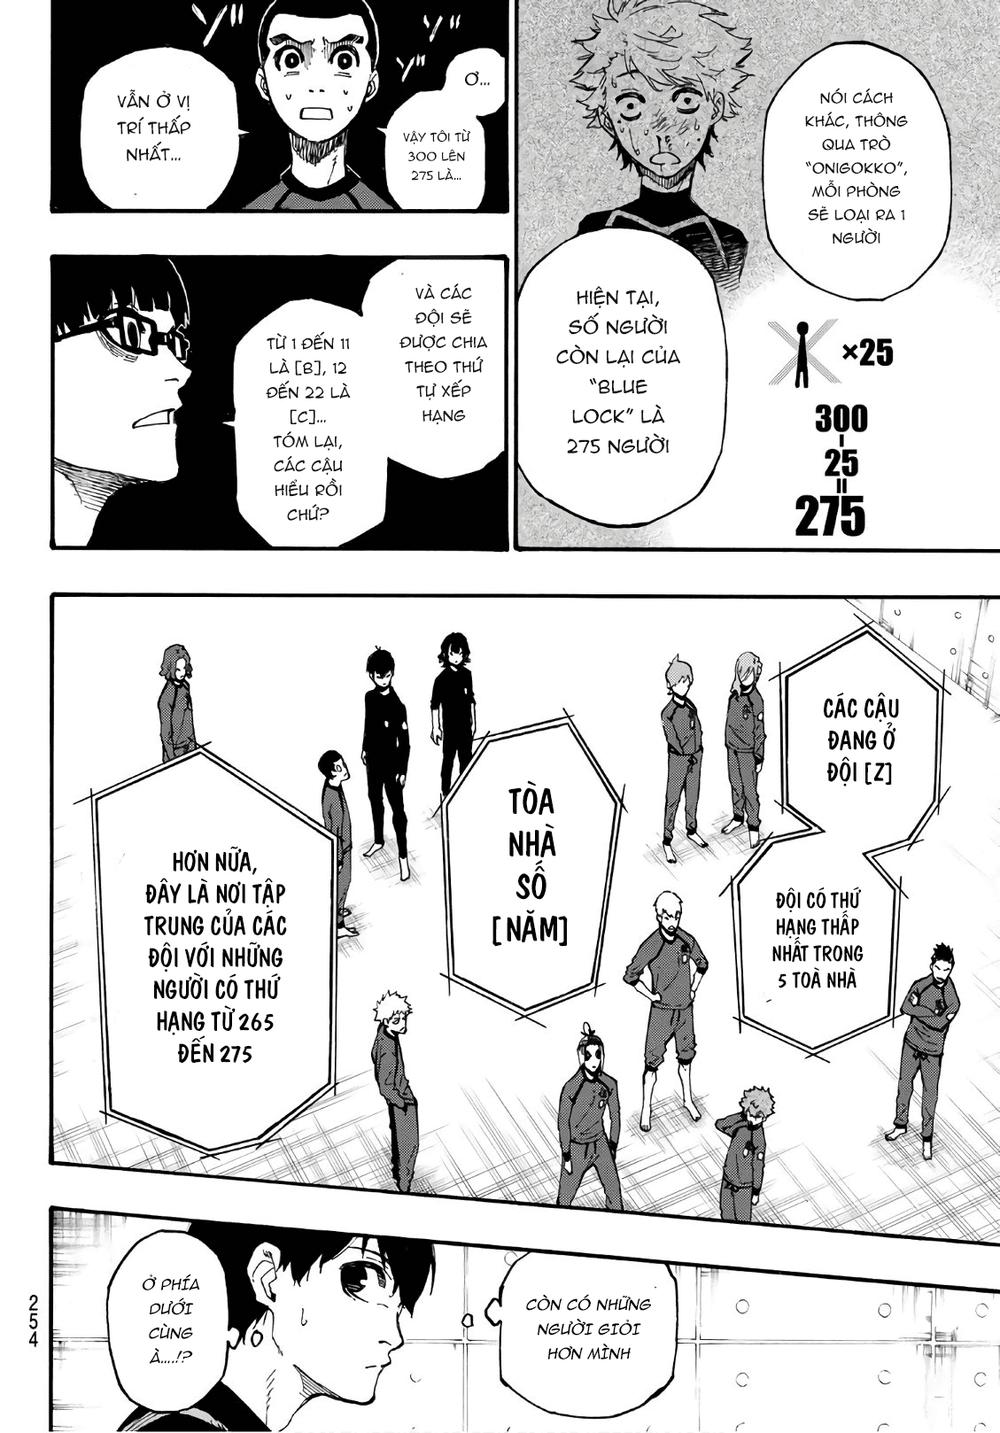 NÓI CÁCH
KHÁC, THÔNG
QUA TRÒ
"ONIGOKKO",
MỖI PHÒNG
SẼ LOẠI RA 1
NGƯỜI
HIỆN TẠI,
SỐ NGƯỜI
CÒN LẠI CỦA
"BLUE
LOCK" LÀ
275 NGƯỜI
×25
300
-
25
=
275
Ơ...
VẬY TÔI TỪ
300 LÊN
275 LÀ...
VẪN Ở VỊ
TRÍ THẤP
NHẤT...
VÀ CÁC
ĐỘI SẼ
ĐƯỢC CHIA
THEO THỨ
TỰ XẾP
HẠNG
TỪ 1 ĐẾN 11
LÀ [B], 12
ĐẾN 22 LÀ
[C]...
TÓM LẠI,
CÁC CẬU
HIỂU RỒI
CHỨ?
CÁC CẬU
ĐANG Ở
ĐỘI [Z]
ĐỘI CÓ THỨ
HẠNG THẤP
NHẤT TRONG
5 TOÀ NHÀ
TÒA
NHÀ
SỐ
[NĂM]
HƠN NỮA,
ĐÂY LÀ NƠI TẬP
TRUNG CỦA CÁC
ĐỘI VỚI NHỮNG
NGƯỜI CÓ THỨ
HẠNG TỪ 265
ĐẾN 275
CÒN CÓ NHỮNG
NGƯỜI GIỎI
HƠN MÌNH
Ở PHÍA
DƯỚI
CÙNG
À....!?
254